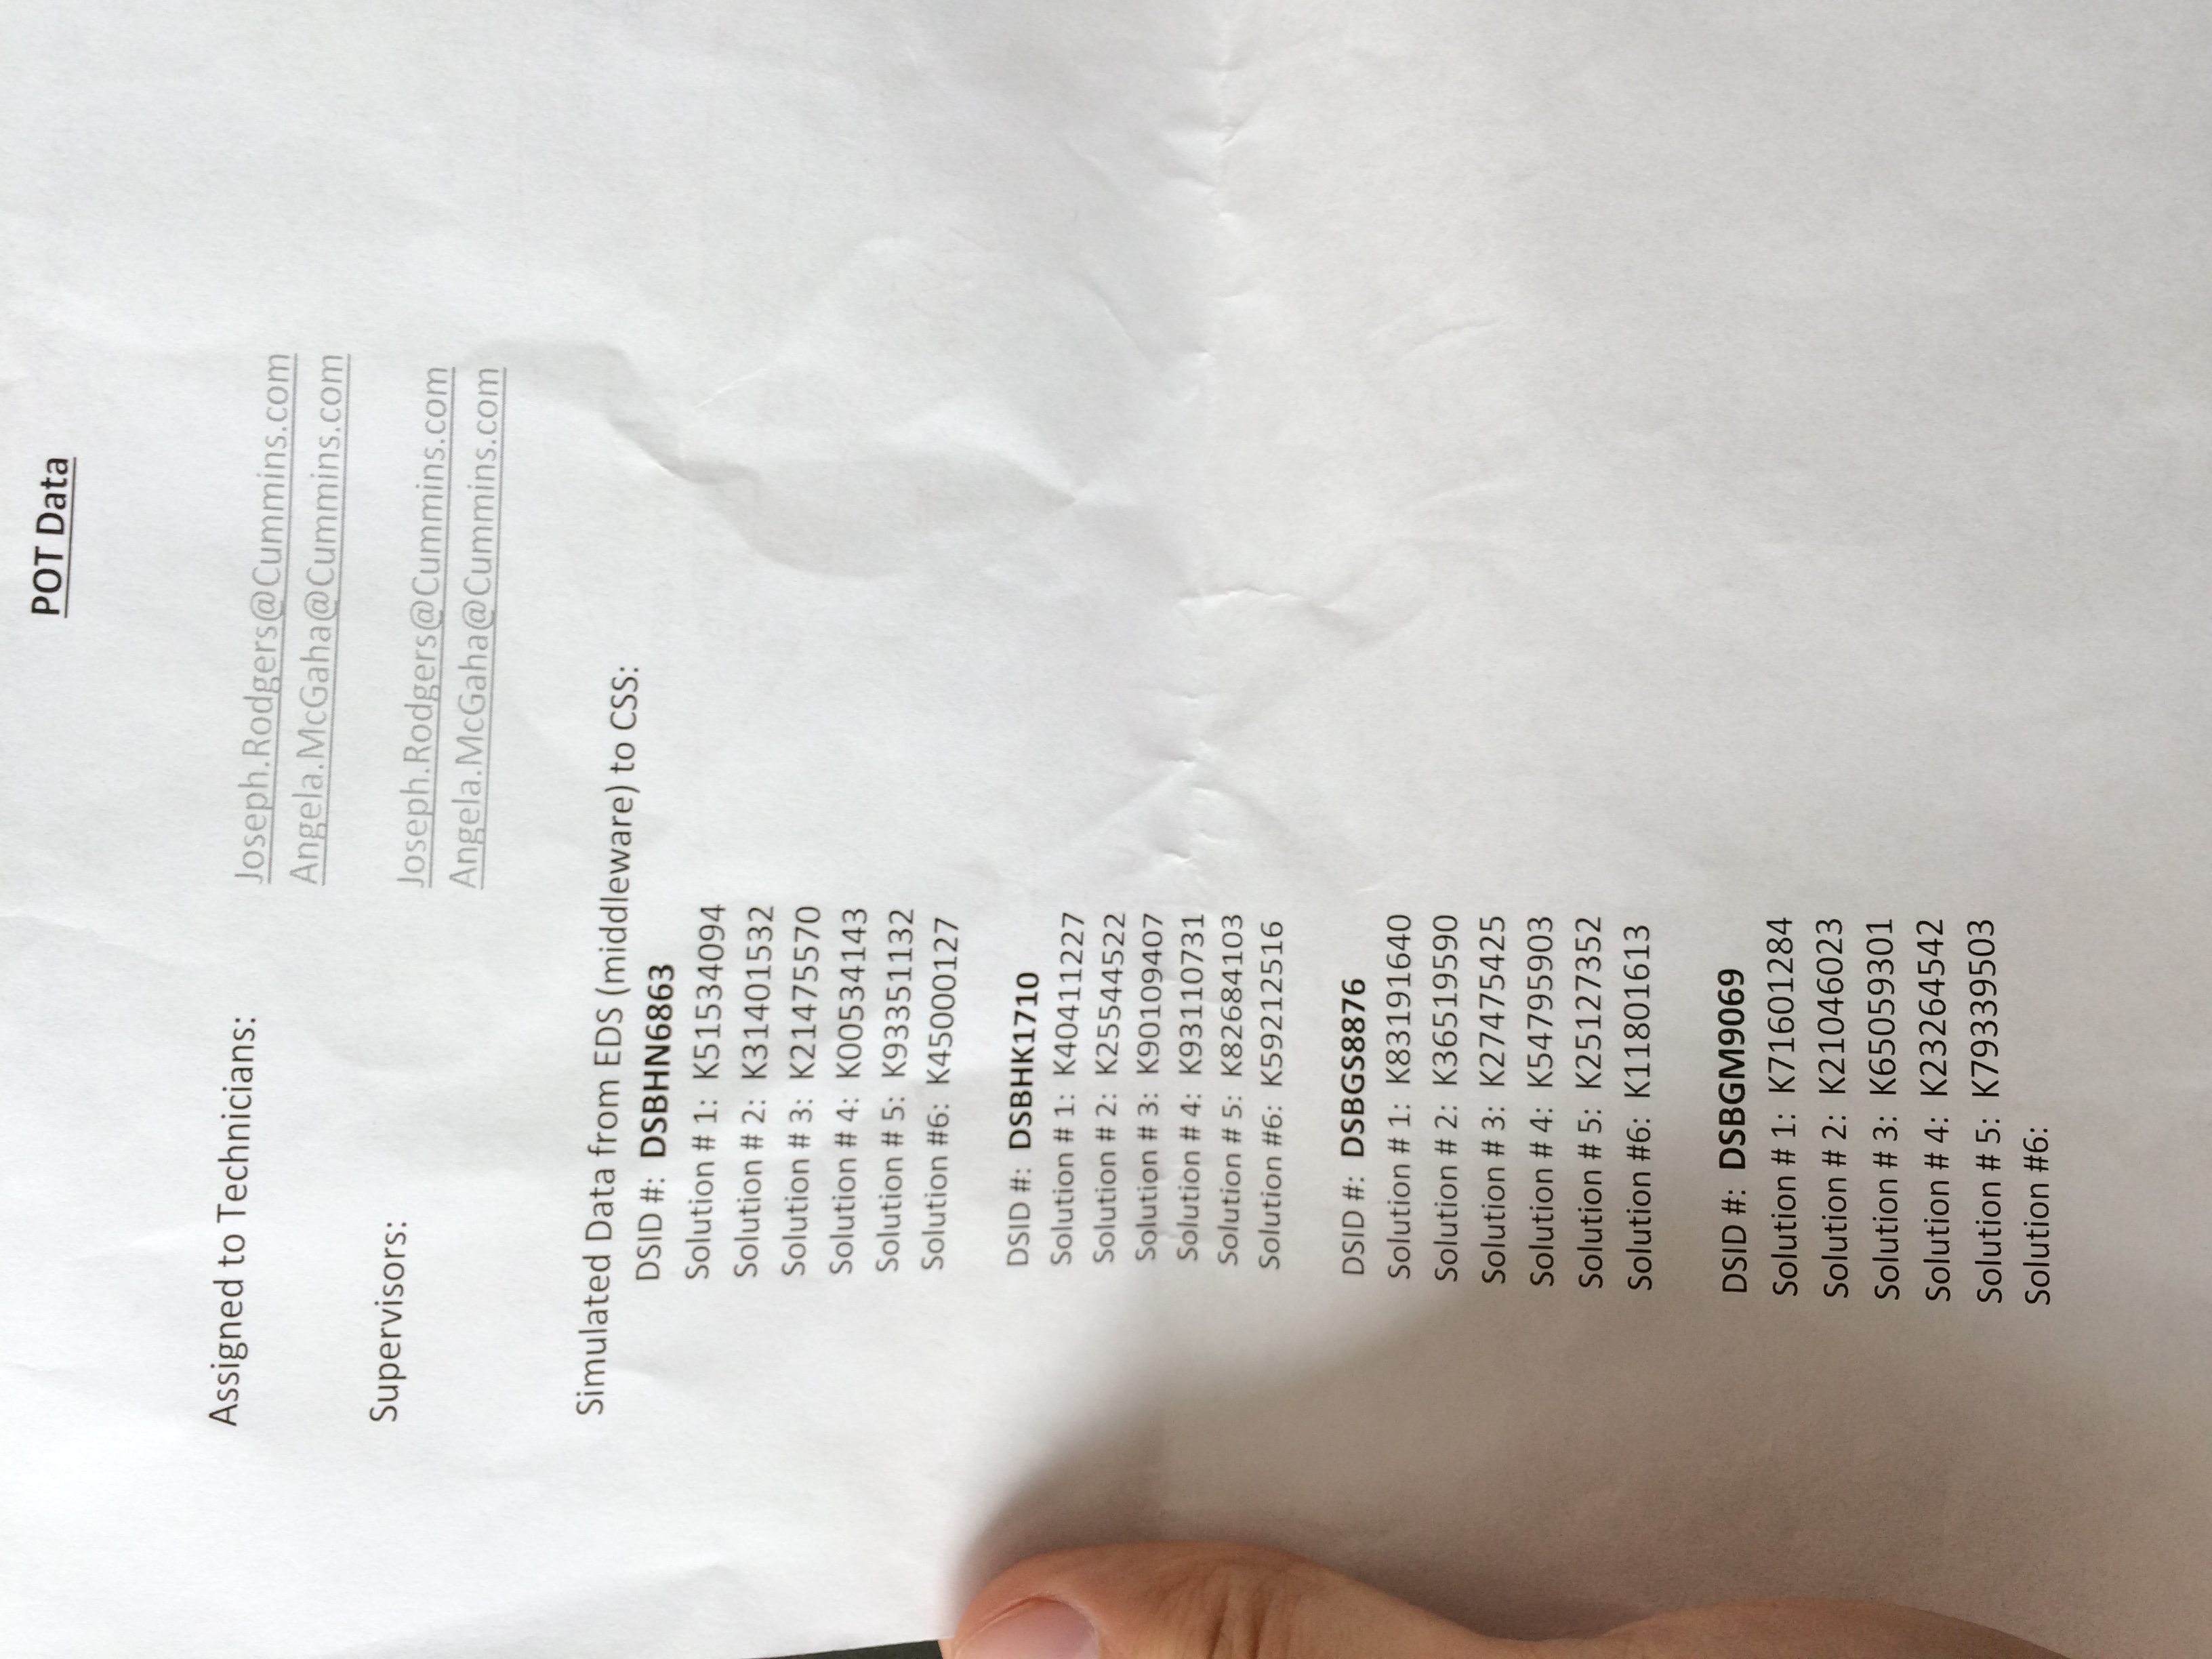 POT Data
Assigned to Technicians:
Joseph.Rodgers@Cummins.com
Angela.McGaha@Cummins.com
Supervisors:
Joseph.Rodgers@Cummins.com
Angela.McGaha@Cummins.com
Simulated Data from EDS (middleware) to CSS:
DSID #: DSBHN6863
Solution # 1: K51534094
Solution # 2: K31401532
Solution # 3: K21475570
Solution # 4: K00534143
Solution # 5: K93351132
Solution #6: K45000127
DSID #: DSBHK1710
Solution # 1: K40411227
Solution # 2: K25544522
Solution # 3: K90109407
Solution # 4: K93110731
Solution # 5: K82684103
Solution #6: K59212516
DSID #: DSBGS8876
Solution # 1: K83191640
Solution # 2: K36519590
Solution # 3: K27475425
Solution # 4: K54795903
Solution # 5: K25127352
Solution #6: K11801613
DSID #: DSBGM9069
Solution # 1: K71601284
Solution # 2: K21046023
Solution # 3: K65059301
Solution # 4: K23264542
Solution # 5: K79339503
Solution #6: